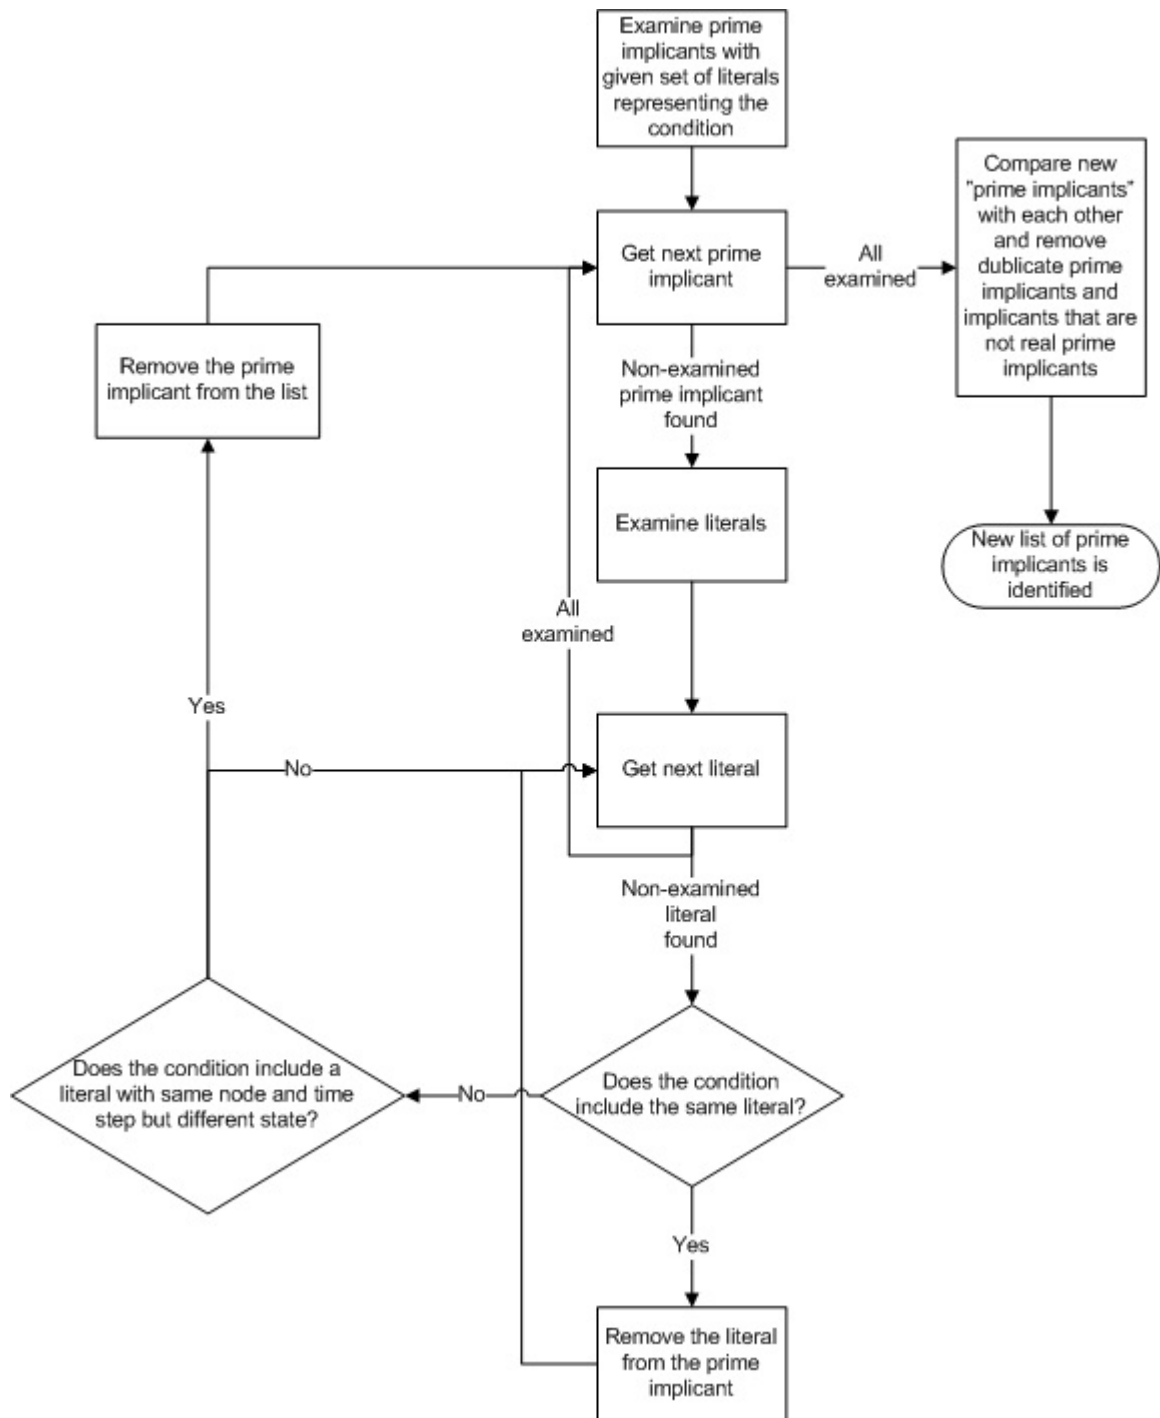 Examine prime
implicants with
given set of literals
representing the
condition
Get next prime
implicant
All
examined
Compare new
"prime implicants"
with each other
and remove
dublicate prime
implicants and
implicants that are
not real prime
implicants
Remove the prime
implicant from the list
Non-examined
prime implicant
found
Examine literals
New list of prime
implicants is
identified
All
examined
Yes
No
Get next literal
Non-examined
literal
found
Does the condition include a
literal with same node and time
step but different state?
No
Does the condition
include the same literal?
Yes
Remove the literal
from the prime
implicant